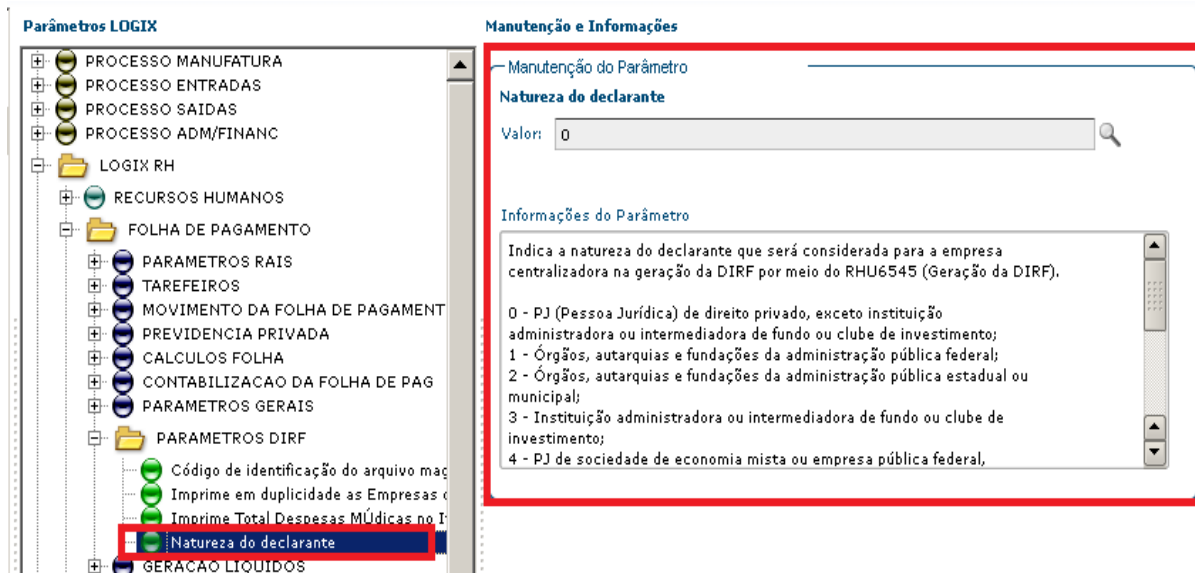 Parâmetros LOGIX
PROCESSO MANUFATURA
PROCESSO ENTRADAS
PROCESSO SAIDAS
PROCESSO ADM/FINANC
LOGIX RH
RECURSOS HUMANOS
FOLHA DE PAGAMENTO
PARAMETROS RAIS
TAREFEIROS
MOVIMENTO DA FOLHA DE PAGAMENT
PREVIDENCIA PRIVADA
CALCULOS FOLHA
CONTABILIZACAO DA FOLHA DE PAG
PARAMETROS GERAIS
PARAMETROS DIRF
Código de identificação do arquivo mag
Imprime em duplicidade as Empresas
Imprime Total Despesas MÚdicas no
Natureza do declarante
GERACAO LIQUIDOS
Manutenção e Informações
Manutenção do Parâmetro
Natureza do declarante
Valor: 0
Informações do Parâmetro
Indica a natureza do declarante que será considerada para a empresa
centralizadora na geração da DIRF por meio do RHU6545 (Geração da DIRF).
0 - PJ (Pessoa Jurídica) de direito privado, exceto instituição
administradora ou intermediadora de fundo ou clube de investimento;
1 - Órgãos, autarquias e fundações da administração pública federal;
2 - Órgãos, autarquias e fundações da administração pública estadual ou
municipal;
3 - Instituição administradora ou intermediadora de fundo ou clube de
investimento;
4 - PJ de sociedade de economia mista ou empresa pública federal,